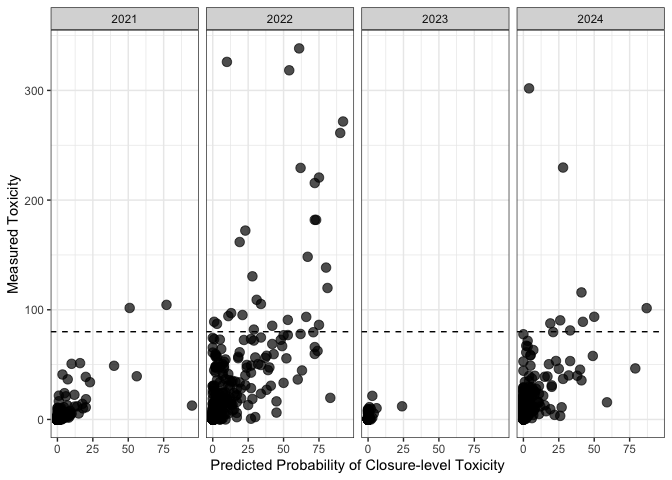 2021 2022 2023 2024
Measured Toxicity
300
200
100
0
0 25 50 75 0 25 50 75 0 25 50 75 0 25 50 75
Predicted Probability of Closure-level Toxicity